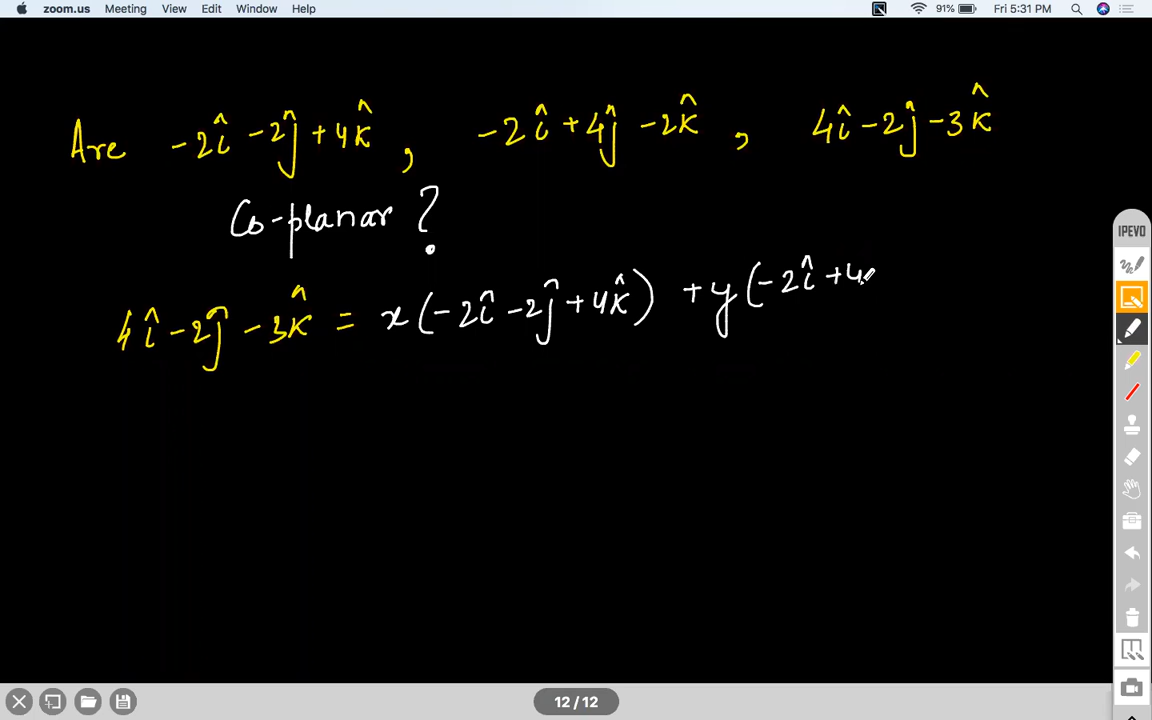 zoom.us Meeting View Edit Window Help 91% Fri 5:31 PM
Are -2î -2ĵ +4k̂ , -2î +4ĵ -2k̂ , 4î -2ĵ -3k̂
Co-planar ?
4î -2ĵ -3k̂ = x(-2î -2ĵ +4k̂) + y(-2î +4
IPEVO
12 / 12